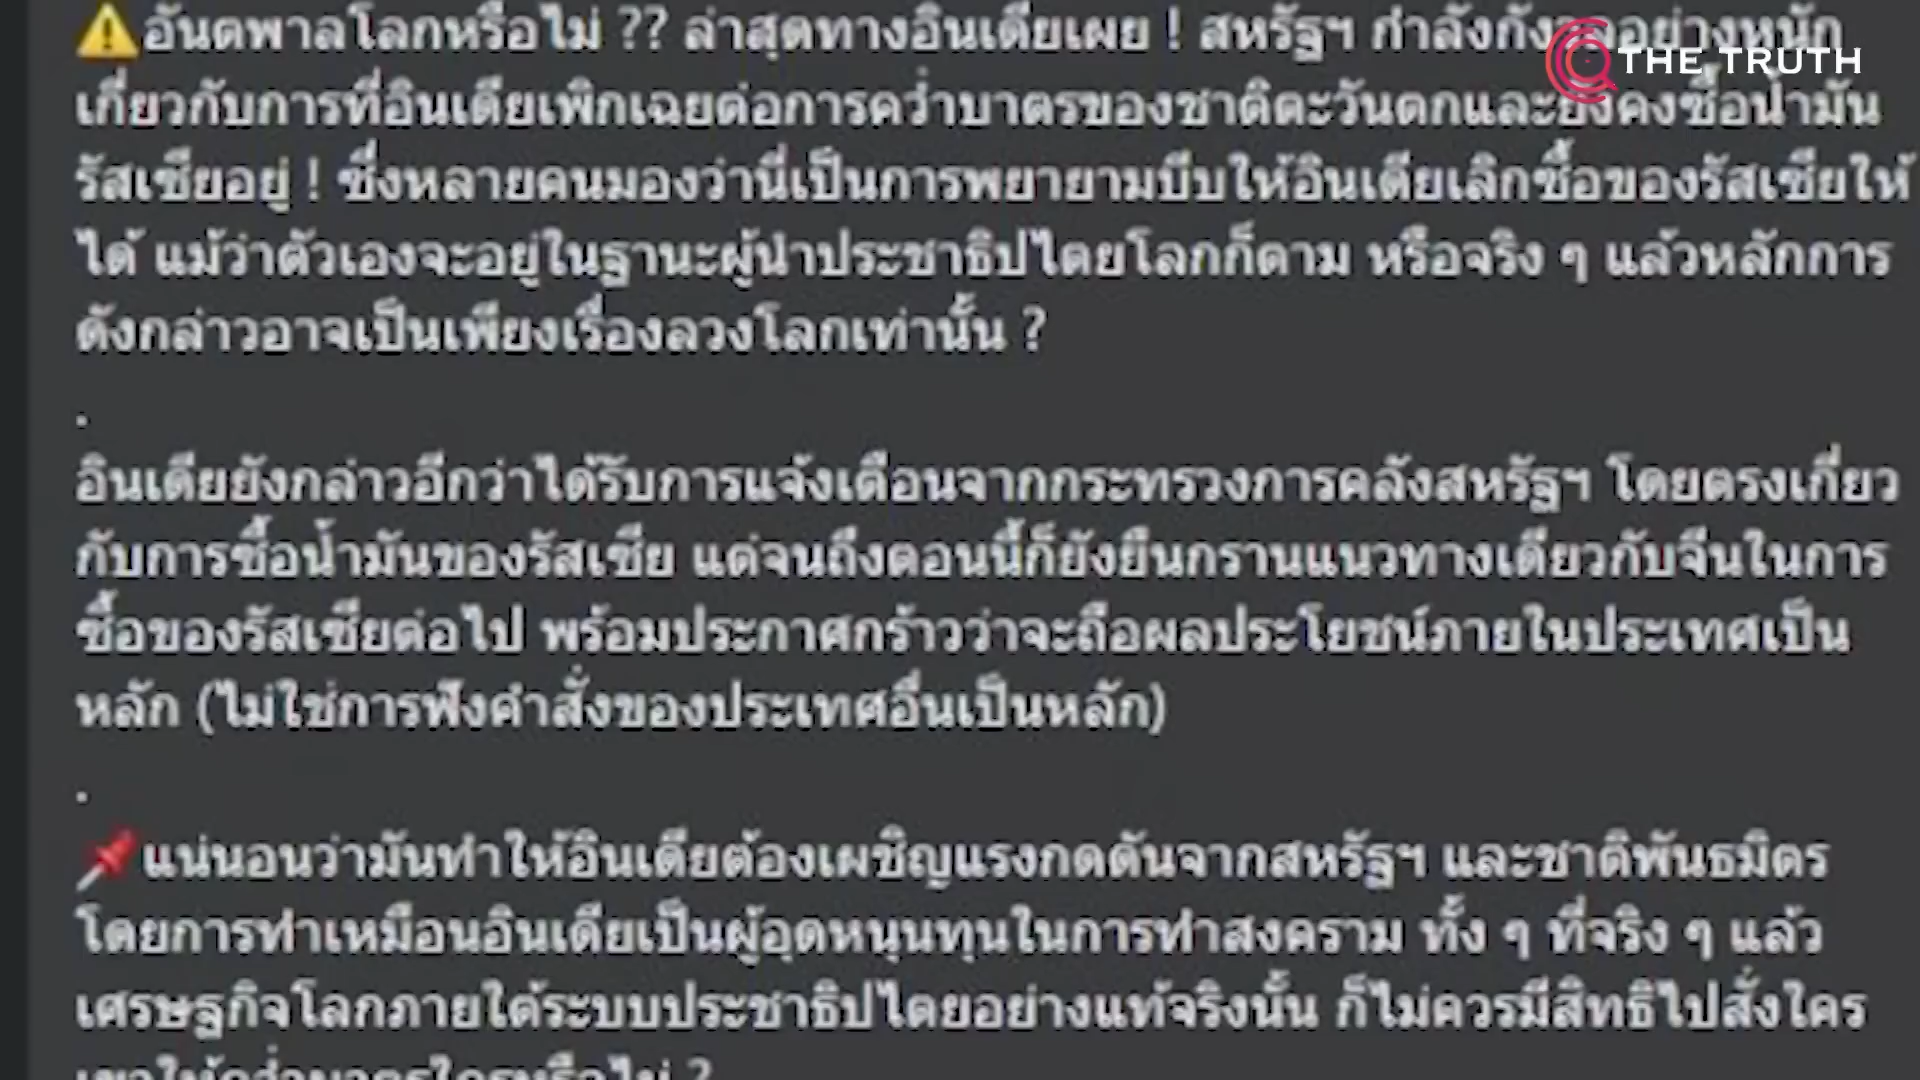 ⚠️อันตพาลโลกหรือไม่ ?? ล่าสุดทางอินเดียเผย ! สหรัฐฯ กำลังกังวลอย่างหนัก
THE TRUTH
เกี่ยวกับการที่อินเดียเพิกเฉยต่อการคว่ำบาตรของชาติตะวันตกและยังคงซื้อน้ำมัน
รัสเซียอยู่ ! ซึ่งหลายคนมองว่านี่เป็นการพยายามบีบให้อินเดียเลิกซื้อของรัสเซียให้
ได้ แม้ว่าตัวเองจะอยู่ในฐานะผู้นำประชาธิปไตยโลกก็ตาม หรือจริง ๆ แล้วหลักการ
ดังกล่าวอาจเป็นเพียงเรื่องลวงโลกเท่านั้น ?
.
อินเดียยังกล่าวอีกว่าได้รับการแจ้งเตือนจากกระทรวงการคลังสหรัฐฯ โดยตรงเกี่ยว
กับการซื้อน้ำมันของรัสเซีย แต่จนถึงตอนนี้ก็ยังยืนกรานแนวทางเดียวกับจีนในการ
ซื้อของรัสเซียต่อไป พร้อมประกาศกร้าวว่าจะถือผลประโยชน์ภายในประเทศเป็น
หลัก (ไม่ใช่การฟังคำสั่งของประเทศอื่นเป็นหลัก)
.
📌แน่นอนว่ามันทำให้อินเดียต้องเผชิญแรงกดดันจากสหรัฐฯ และชาติพันธมิตร
โดยการทำเหมือนอินเดียเป็นผู้อุดหนุนทุนในการทำสงคราม ทั้ง ๆ ที่จริง ๆ แล้ว
เศรษฐกิจโลกภายใต้ระบบประชาธิปไตยอย่างแท้จริงนั้น ก็ไม่ควรมีสิทธิไปสั่งใคร